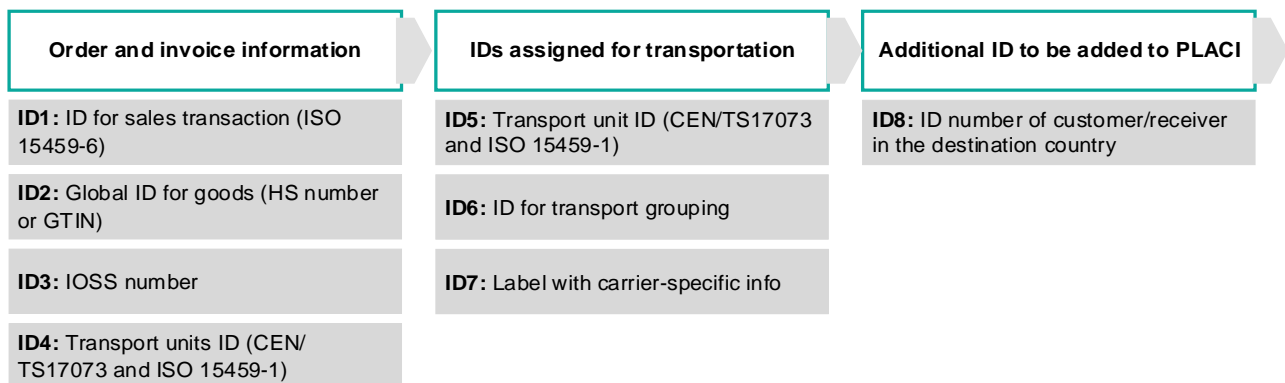 Order and invoice information
ID1: ID for sales transaction (ISO
15459-6)
ID2: Global ID for goods (HS number
or GTIN)
ID3: IOSS number
ID4: Transport units ID (CEN/
TS17073 and ISO 15459-1)
IDs assigned for transportation
ID5: Transport unit ID (CEN/TS17073
and ISO 15459-1)
ID6: ID for transport grouping
ID7: Label with carrier-specific info
Additional ID to be added to PLACI
ID8: ID number of customer/receiver
in the destination country